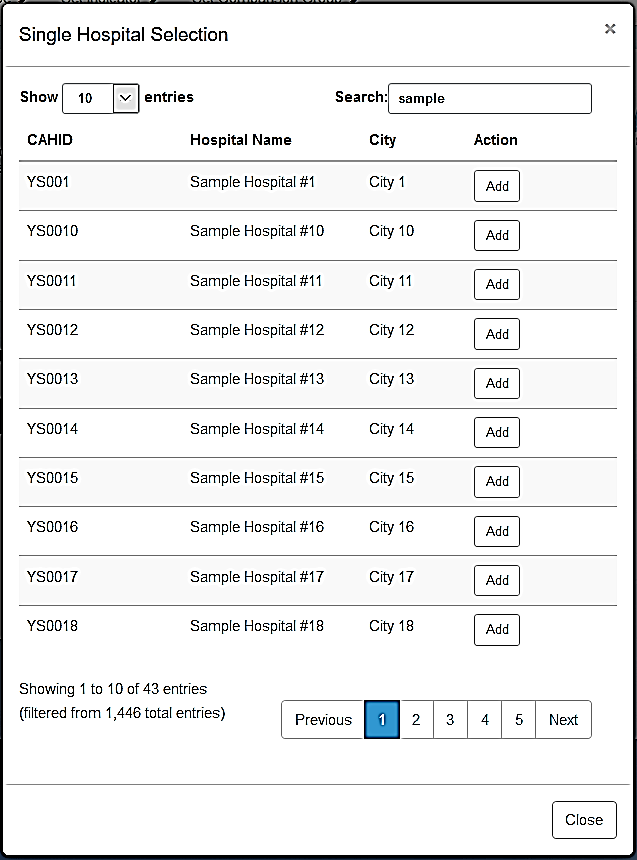 Single Hospital Selection ×
Show 10 entries Search: sample
CAHID Hospital Name City Action
YS001 Sample Hospital #1 City 1 Add
YS0010 Sample Hospital #10 City 10 Add
YS0011 Sample Hospital #11 City 11 Add
YS0012 Sample Hospital #12 City 12 Add
YS0013 Sample Hospital #13 City 13 Add
YS0014 Sample Hospital #14 City 14 Add
YS0015 Sample Hospital #15 City 15 Add
YS0016 Sample Hospital #16 City 16 Add
YS0017 Sample Hospital #17 City 17 Add
YS0018 Sample Hospital #18 City 18 Add
Showing 1 to 10 of 43 entries
(filtered from 1,446 total entries)
Previous 1 2 3 4 5 Next
Close